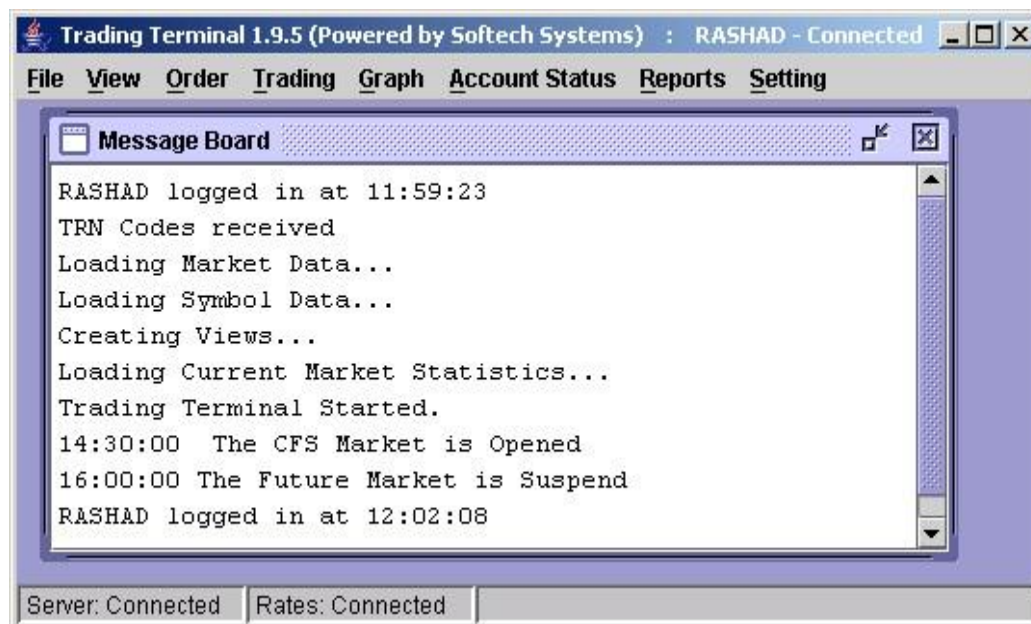 Trading Terminal 1.9.5 (Powered by Softech Systems) : RASHAD - Connected
File View Order Trading Graph Account Status Reports Setting
Message Board
RASHAD logged in at 11:59:23
TRN Codes received
Loading Market Data...
Loading Symbol Data...
Creating Views...
Loading Current Market Statistics...
Trading Terminal Started.
14:30:00 The CFS Market is Opened
16:00:00 The Future Market is Suspend
RASHAD logged in at 12:02:08
Server: Connected Rates: Connected